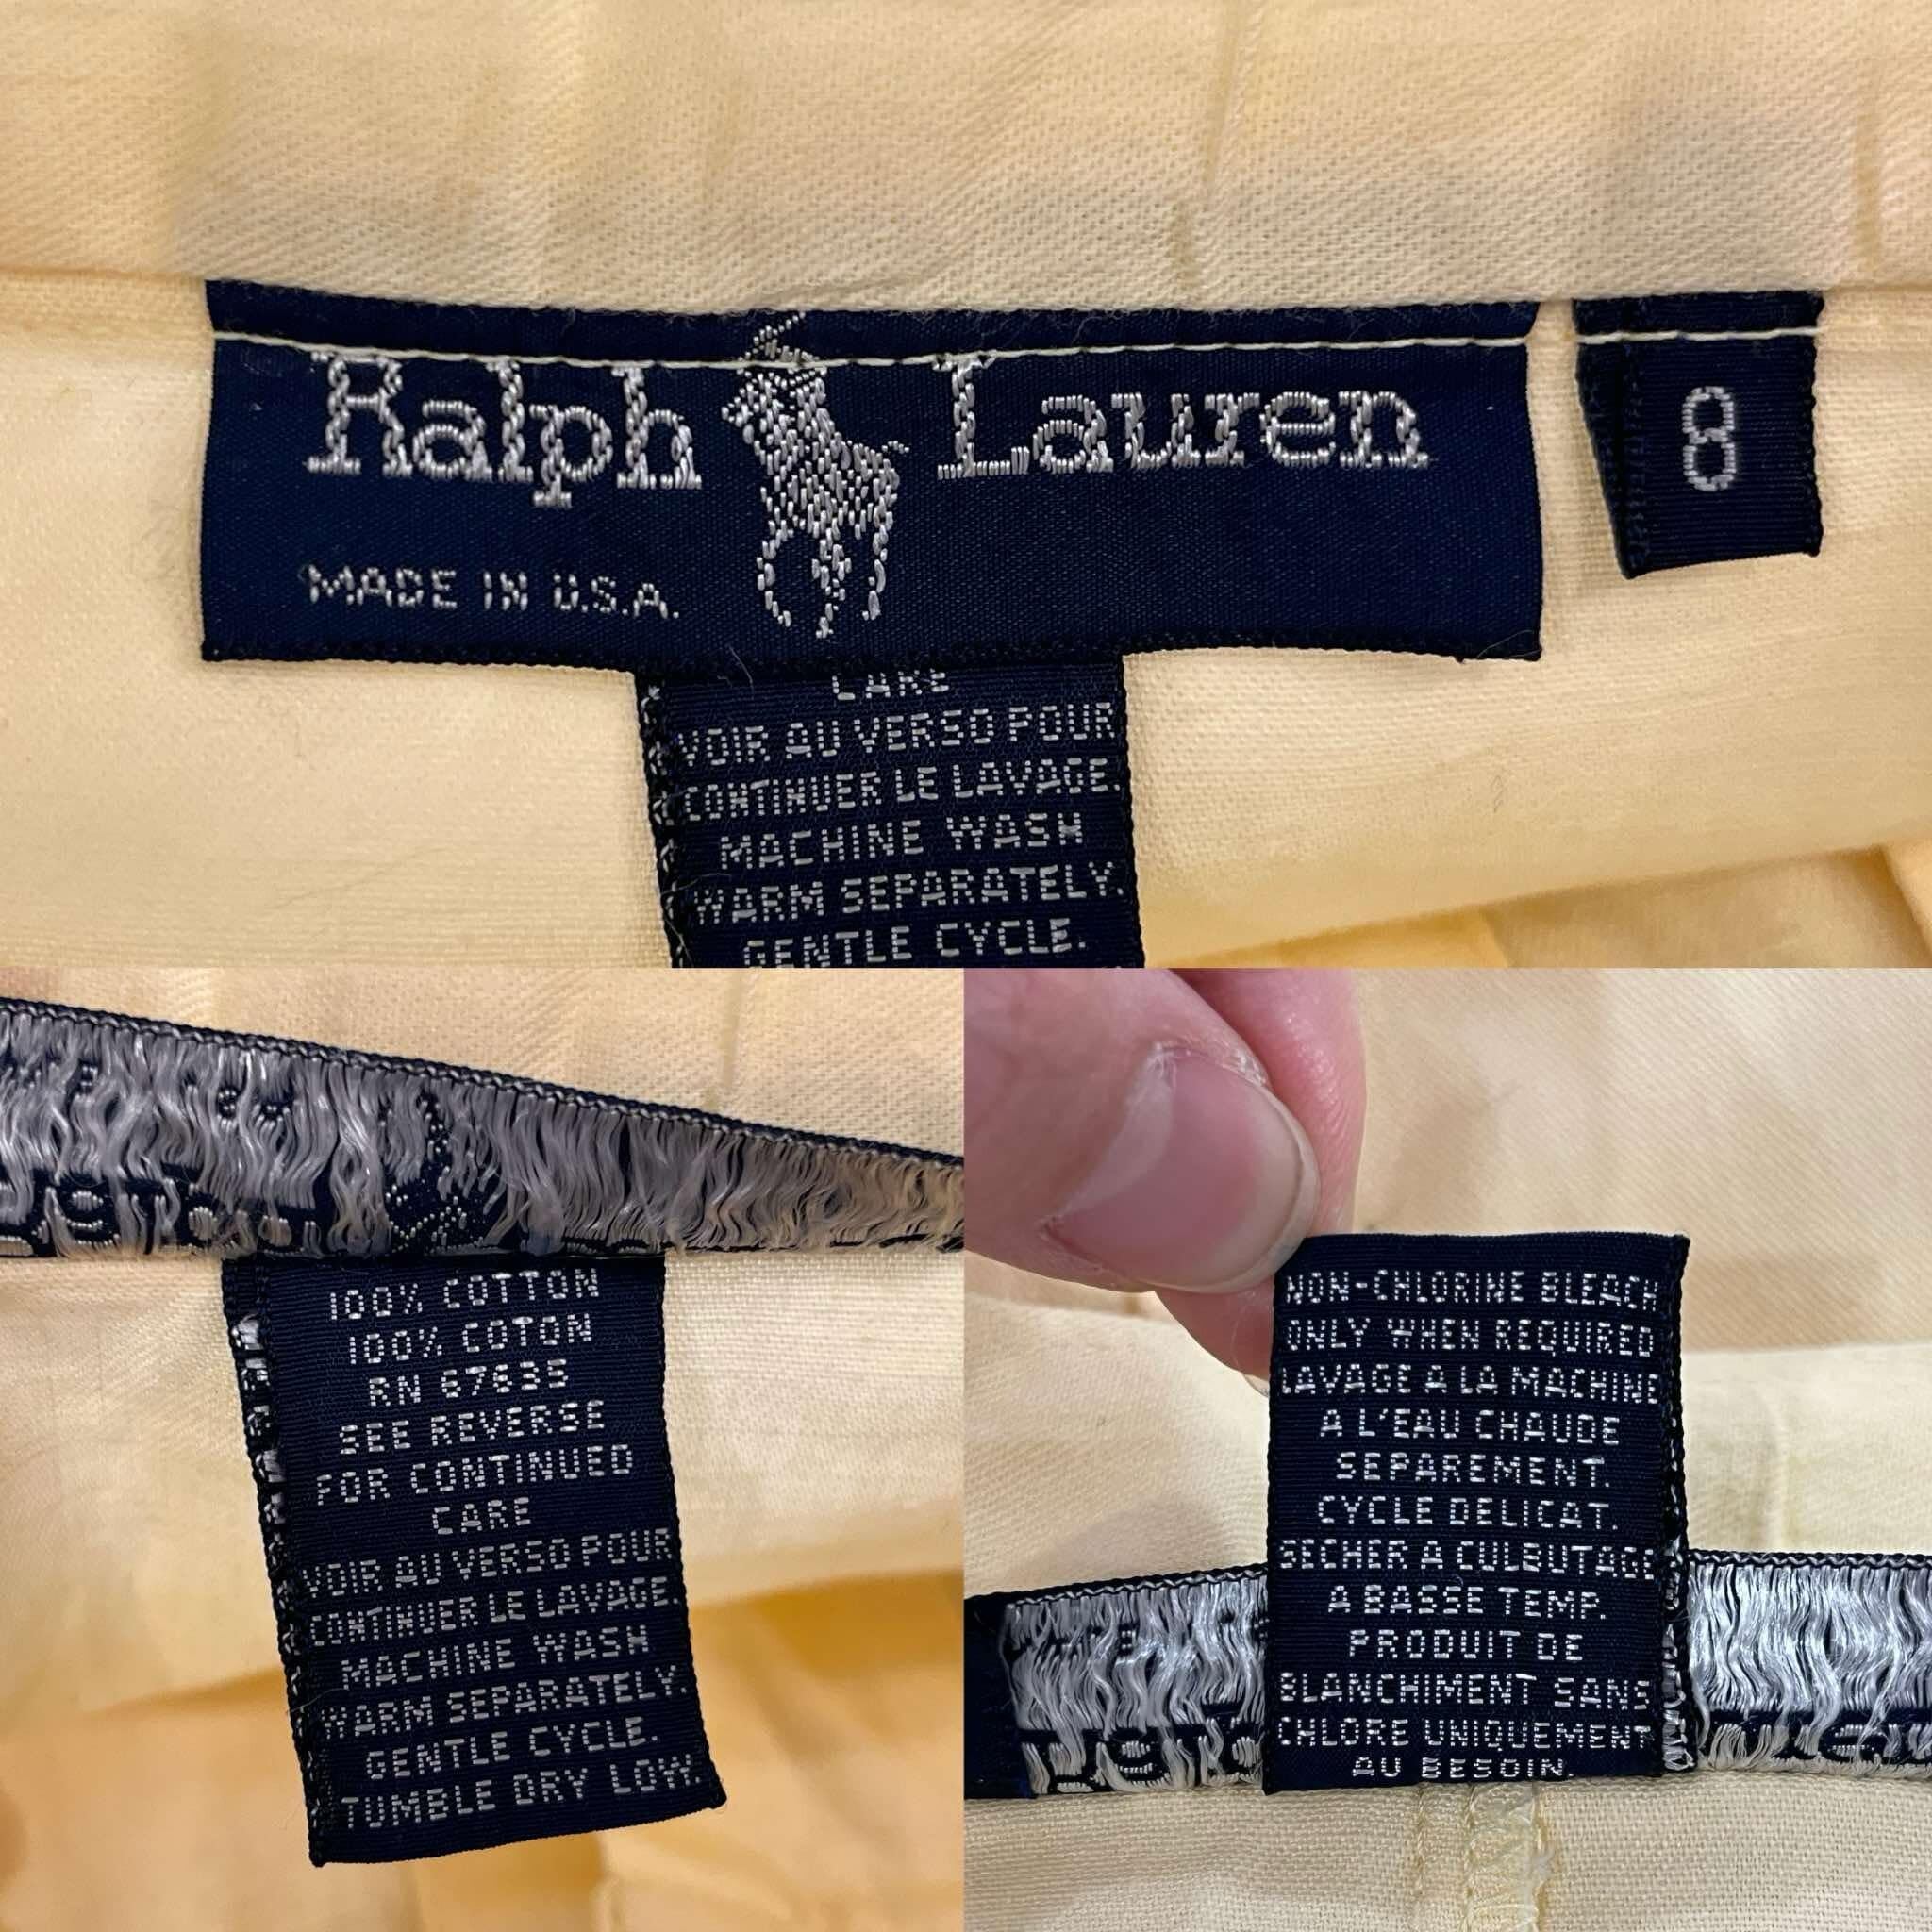 Ralph Lauren
MADE IN U.S.A.
8
CARE
VOIR AU VERSO POUR
CONTINUER LE LAVAGE.
MACHINE WASH
WARM SEPARATELY.
GENTLE CYCLE.
100% COTTON
100% COTON
RN 67635
SEE REVERSE
FOR CONTINUED
CARE
VOIR AU VERSO POUR
CONTINUER LE LAVAGE.
MACHINE WASH
WARM SEPARATELY.
GENTLE CYCLE.
TUMBLE DRY LOW.
NON-CHLORINE BLEACH
ONLY WHEN REQUIRED
LAVAGE A LA MACHINE
A L'EAU CHAUDE
SEPAREMENT.
CYCLE DELICAT.
SECHER A CULBUTAGE
A BASSE TEMP.
PRODUIT DE
BLANCHIMENT SANS
CHLORE UNIQUEMENT
AU BESOIN.